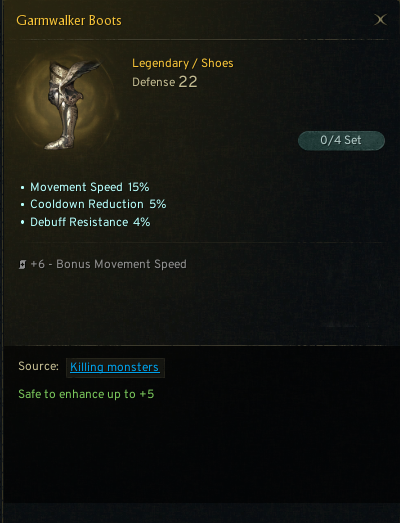 Garmwalker Boots
Legendary / Shoes
Defense 22
0/4 Set
• Movement Speed 15%
• Cooldown Reduction 5%
• Debuff Resistance 4%
+6 - Bonus Movement Speed
Source: Killing monsters
Safe to enhance up to +5